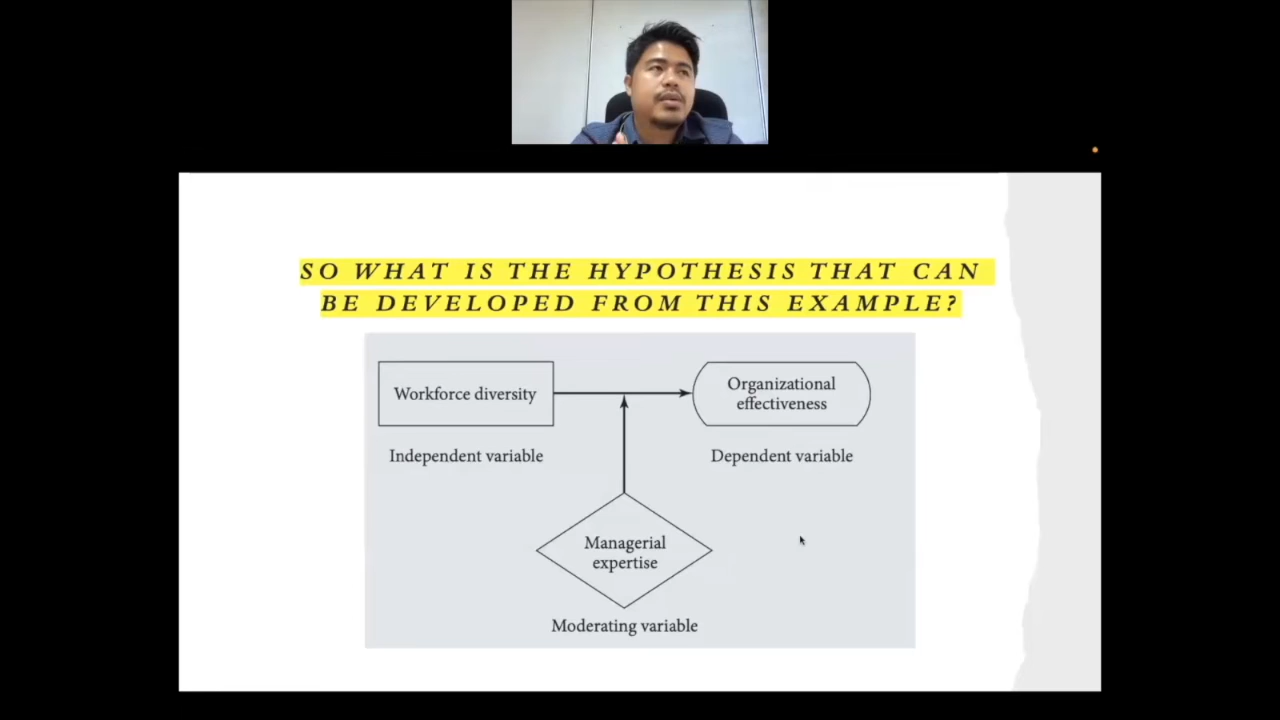 SO WHAT IS THE HYPOTHESIS THAT CAN
BE DEVELOPED FROM THIS EXAMPLE?
Workforce diversity
Organizational
effectiveness
Independent variable
Dependent variable
Managerial
expertise
Moderating variable